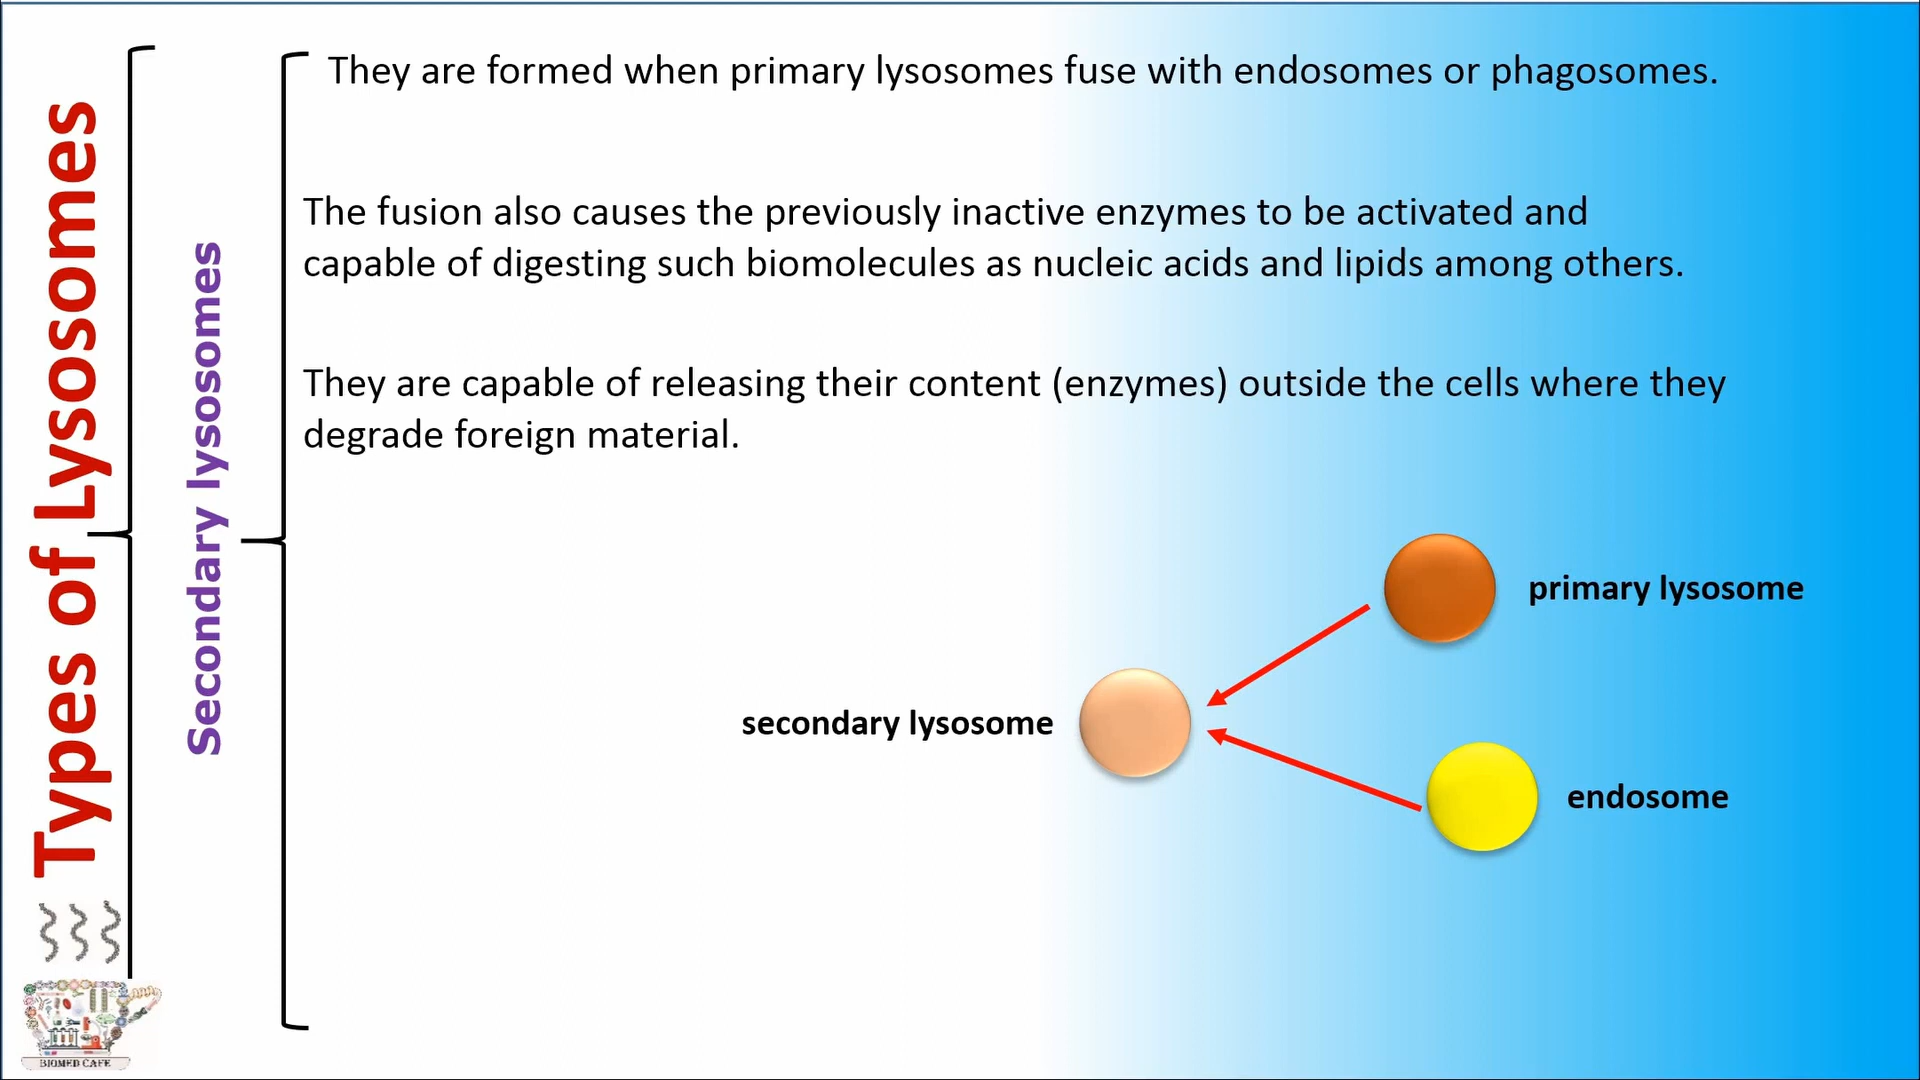 Types of Lysosomes
Secondary lysosomes
They are formed when primary lysosomes fuse with endosomes or phagosomes.
The fusion also causes the previously inactive enzymes to be activated and
capable of digesting such biomolecules as nucleic acids and lipids among others.
They are capable of releasing their content (enzymes) outside the cells where they
degrade foreign material.
primary lysosome
secondary lysosome
endosome
BIOMED CAFE